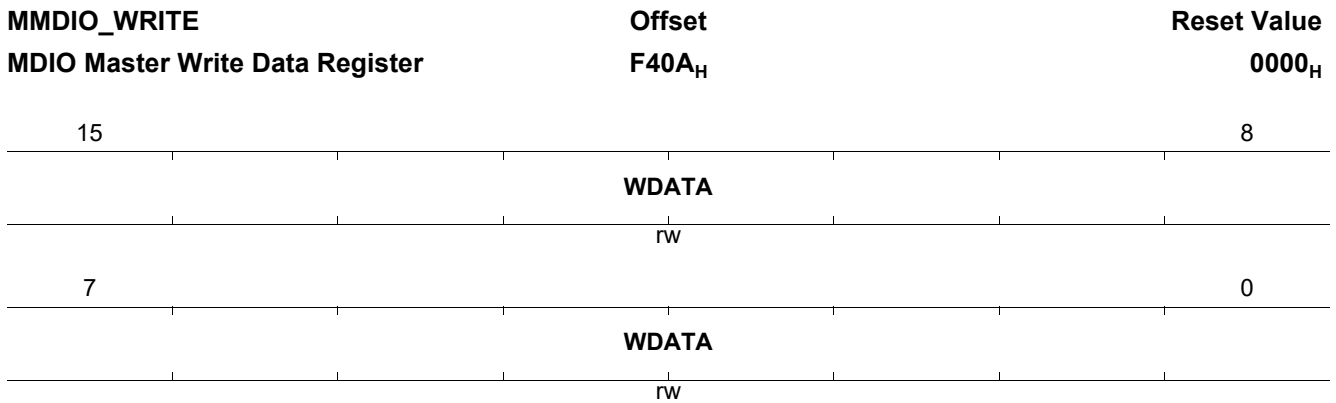 MMDIO_WRITE Offset Reset Value
MDIO Master Write Data Register F40AH 0000H
15 8
WDATA
rw
7 0
WDATA
rw